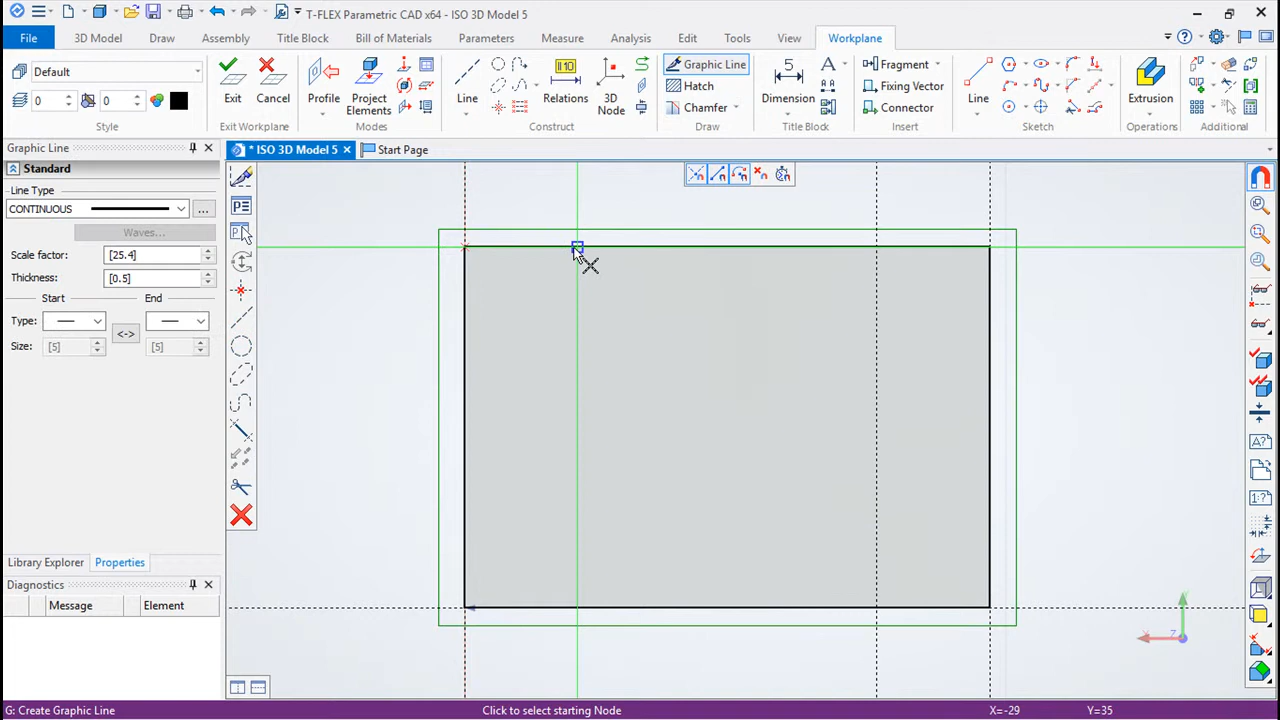 T-FLEX Parametric CAD x64 - ISO 3D Model 5
File 3D Model Draw Assembly Title Block Bill of Materials Parameters Measure Edit Analysis Tools View Workplane
Default
0 0
Style
Exit Cancel
Exit Workplane
Profile Project Elements
Modes
Line Relations 3D Node
Construct
Graphic Line
Hatch
Chamfer
Draw
Dimension
Title Block
Fragment
Fixing Vector
Connector
Insert
Line
Sketch
Extrusion
Operations
Additional
Graphic Line
* ISO 3D Model 5 Start Page
Standard
Line Type
CONTINUOUS
Waves...
Scale factor: [25.4]
Thickness: [0.5]
Start End
Type: <->
Size: [5] [5]
Library Explorer Properties
Diagnostics
Message Element
Z
G: Create Graphic Line Click to select starting Node X=-29 Y=35